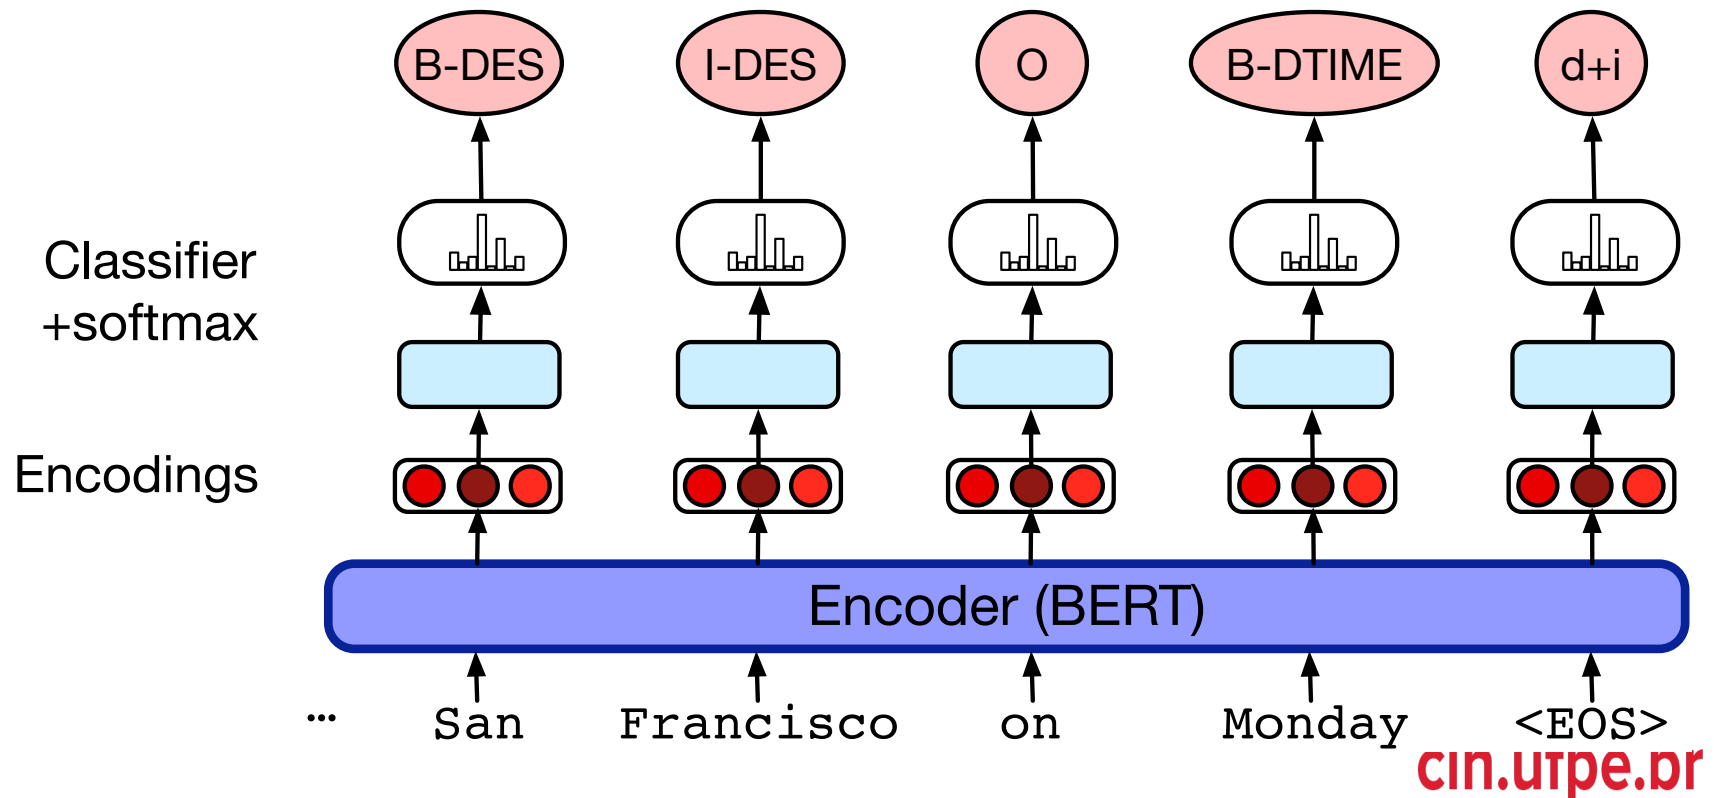 B-DES I-DES O B-DTIME d+i
Classifier
+softmax
Encodings
Encoder (BERT)
... San Francisco on Monday <EOS>
cin.ufpe.br